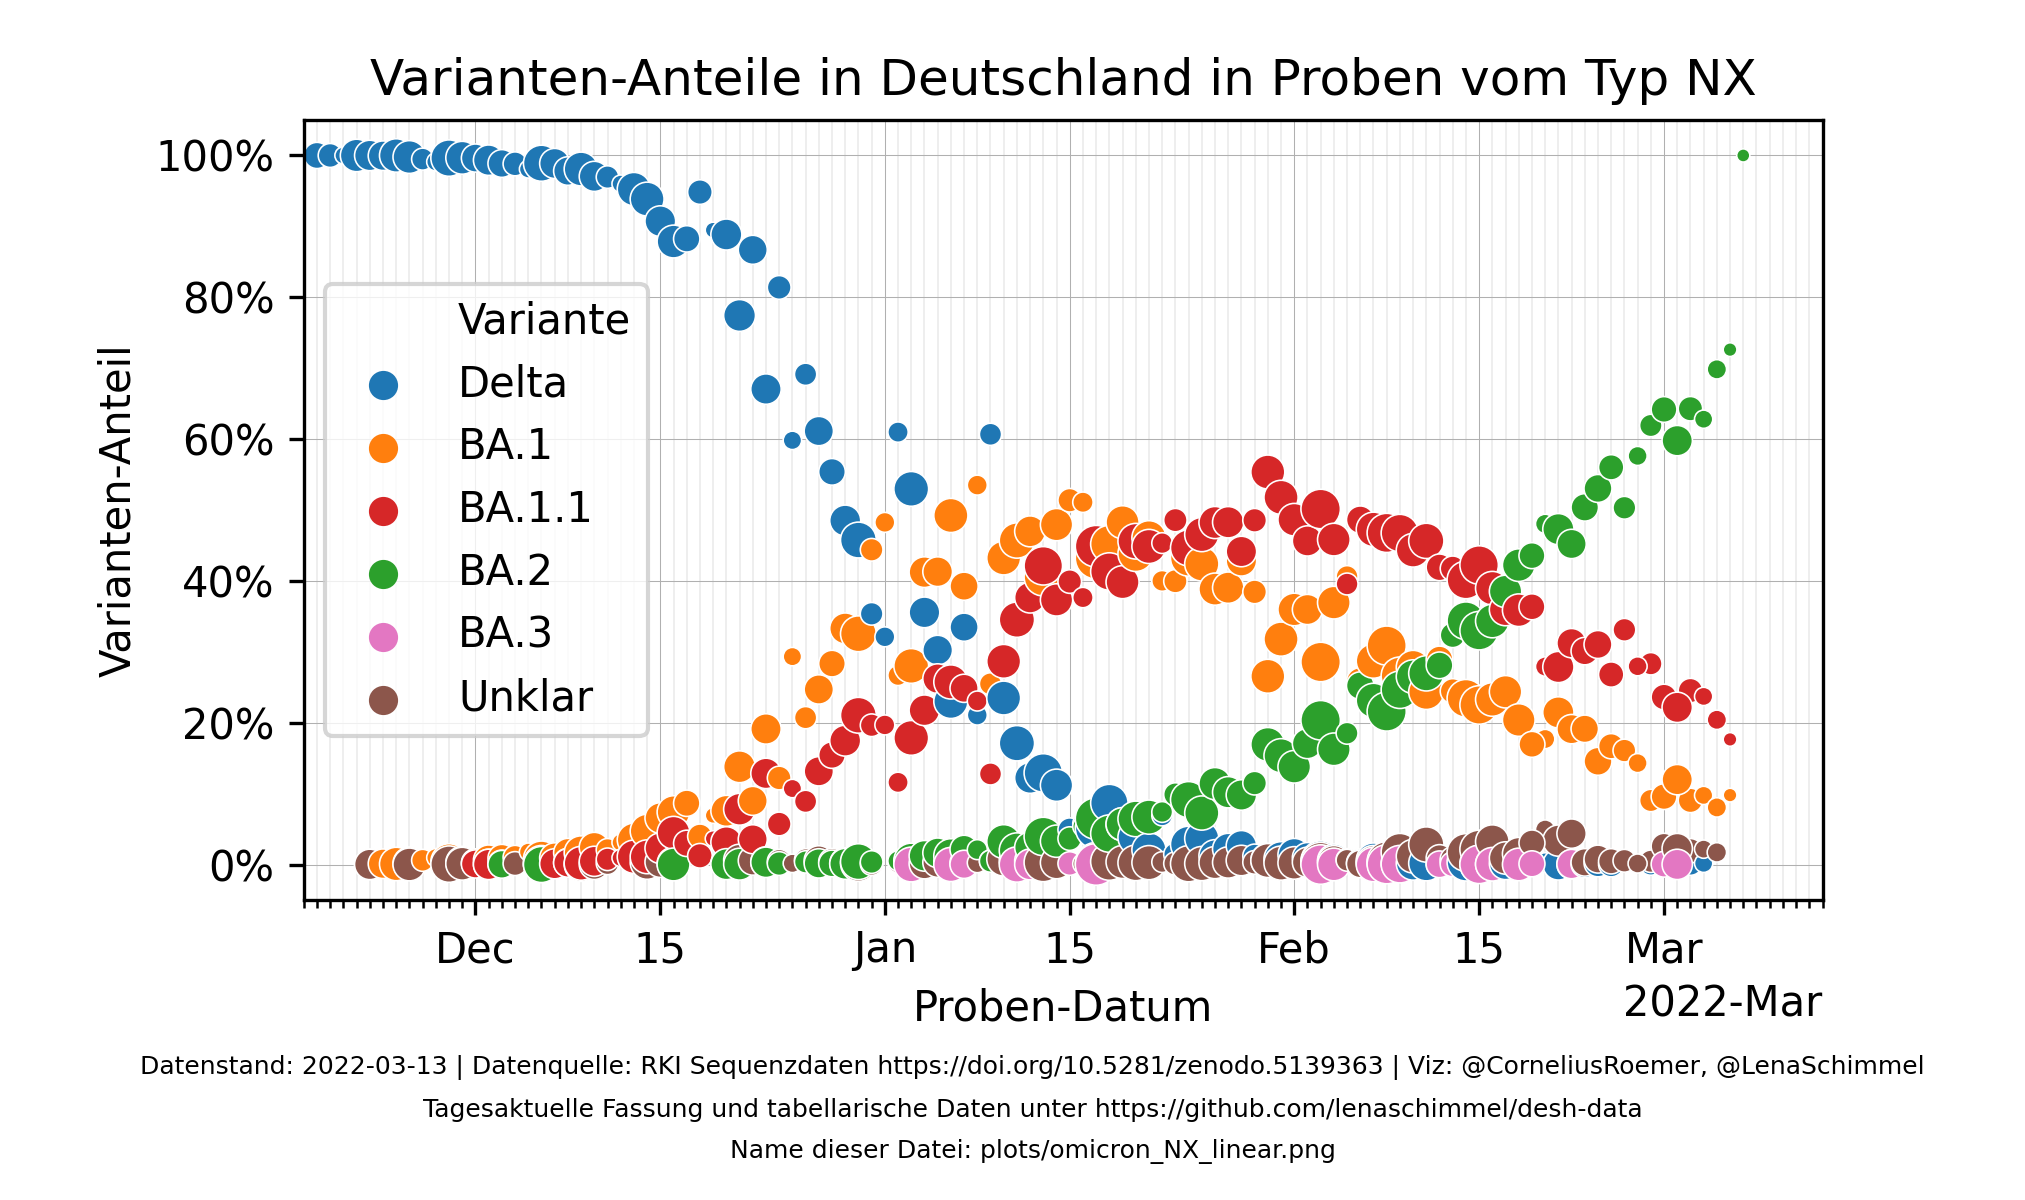 Varianten-Anteile in Deutschland in Proben vom Typ NX
Varianten-Anteil
100%
80%
60%
40%
20%
0%
Variante
Delta
BA.1
BA.1.1
BA.2
BA.3
Unklar
Dec 15 Jan 15 Feb 15 Mar
2022-Mar
Proben-Datum
Datenstand: 2022-03-13 | Datenquelle: RKI Sequenzdaten https://doi.org/10.5281/zenodo.5139363 | Viz: @CorneliusRoemer, @LenaSchimmel
Tagesaktuelle Fassung und tabellarische Daten unter https://github.com/lenaschimmel/desh-data
Name dieser Datei: plots/omicron_NX_linear.png